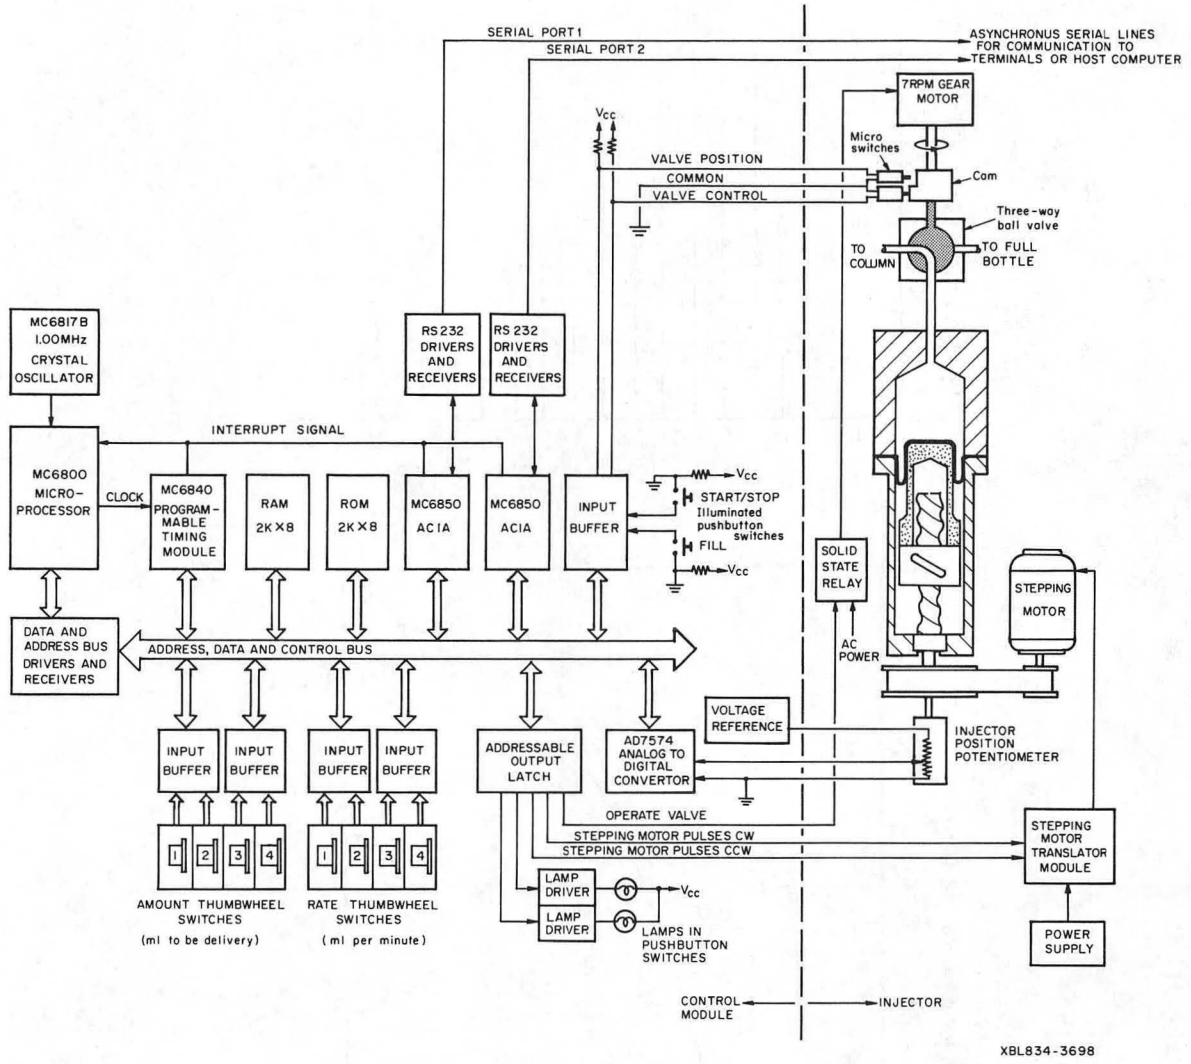 SERIAL PORT 1
SERIAL PORT 2
ASYNCHRONUS SERIAL LINES
FOR COMMUNICATION TO
TERMINALS OR HOST COMPUTER
7RPM GEAR
MOTOR
Vcc
Micro
switches
VALVE POSITION
COMMON
VALVE CONTROL
Cam
Three-way
ball valve
TO
COLUMN
TO FULL
BOTTLE
MC6817B
1.00MHz
CRYSTAL
OSCILLATOR
RS232
DRIVERS
AND
RECEIVERS
RS232
DRIVERS
AND
RECEIVERS
INTERRUPT SIGNAL
MC6800
MICRO-
PROCESSOR
CLOCK
MC6840
PROGRAM-
MABLE
TIMING
MODULE
RAM
2KX8
ROM
2KX8
MC6850
ACIA
MC6850
ACIA
INPUT
BUFFER
Vcc
START/STOP
Illuminated
pushbutton
switches
FILL
Vcc
SOLID
STATE
RELAY
AC
POWER
STEPPING
MOTOR
DATA AND
ADDRESS BUS
DRIVERS AND
RECEIVERS
ADDRESS, DATA AND CONTROL BUS
VOLTAGE
REFERENCE
INJECTOR
POSITION
POTENTIOMETER
INPUT
BUFFER
INPUT
BUFFER
INPUT
BUFFER
INPUT
BUFFER
ADDRESSABLE
OUTPUT
LATCH
AD7574
ANALOG TO
DIGITAL
CONVERTOR
OPERATE VALVE
STEPPING MOTOR PULSES CW
STEPPING MOTOR PULSES CCW
STEPPING
MOTOR
TRANSLATOR
MODULE
1 2 3 4
1 2 3 4
AMOUNT THUMBWHEEL
SWITCHES
(ml to be delivery)
RATE THUMBWHEEL
SWITCHES
(ml per minute)
LAMP
DRIVER
Vcc
LAMP
DRIVER
LAMPS IN
PUSHBUTTON
SWITCHES
POWER
SUPPLY
CONTROL
MODULE
INJECTOR
XBL834-3698